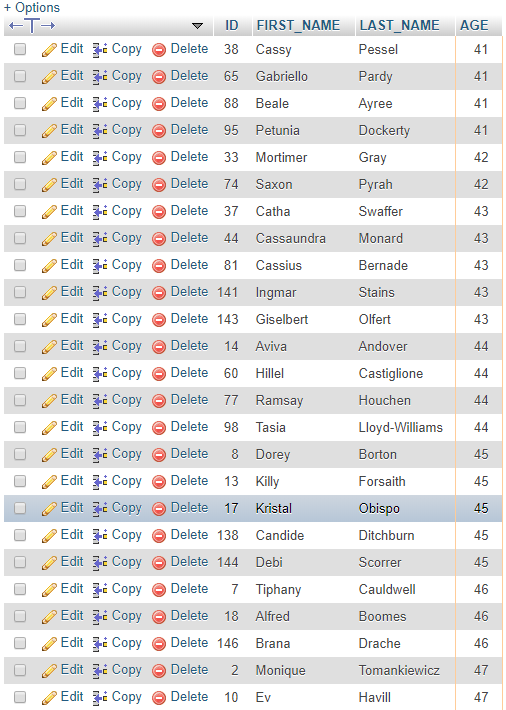 + Options
ID FIRST_NAME LAST_NAME AGE
Edit Copy Delete 38 Cassy Pessel 41
Edit Copy Delete 65 Gabriello Pardy 41
Edit Copy Delete 88 Beale Ayree 41
Edit Copy Delete 95 Petunia Dockerty 41
Edit Copy Delete 33 Mortimer Gray 42
Edit Copy Delete 74 Saxon Pyrah 42
Edit Copy Delete 37 Catha Swaffer 43
Edit Copy Delete 44 Cassaundra Monard 43
Edit Copy Delete 81 Cassius Bernade 43
Edit Copy Delete 141 Ingmar Stains 43
Edit Copy Delete 143 Giselbert Olfert 43
Edit Copy Delete 14 Aviva Andover 44
Edit Copy Delete 60 Hillel Castiglione 44
Edit Copy Delete 77 Ramsay Houchen 44
Edit Copy Delete 98 Tasia Lloyd-Williams 44
Edit Copy Delete 8 Dorey Borton 45
Edit Copy Delete 13 Killy Forsaith 45
Edit Copy Delete 17 Kristal Obispo 45
Edit Copy Delete 138 Candide Ditchburn 45
Edit Copy Delete 144 Debi Scorrer 45
Edit Copy Delete 7 Tiphany Cauldwell 46
Edit Copy Delete 18 Alfred Boomes 46
Edit Copy Delete 146 Brana Drache 46
Edit Copy Delete 2 Monique Tomankiewicz 47
Edit Copy Delete 10 Ev Havill 47